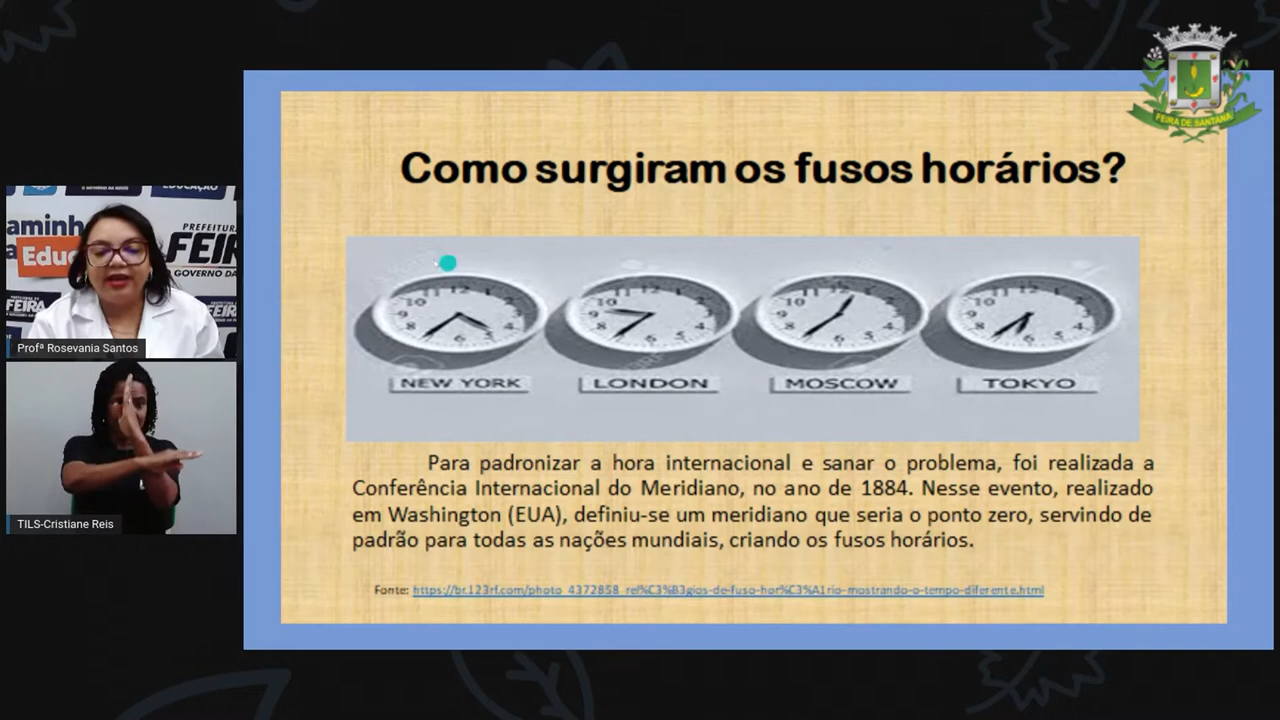 FEIRA DE SANTANA
Como surgiram os fusos horários?
NEW YORK
LONDON
MOSCOW
TOKYO
Para padronizar a hora internacional e sanar o problema, foi realizada a
Conferência Internacional do Meridiano, no ano de 1884. Nesse evento, realizado
em Washington (EUA), definiu-se um meridiano que seria o ponto zero, servindo de
padrão para todas as nações mundiais, criando os fusos horários.
Fonte: https://br.123rf.com/photo_4372858_rel%C3%B3gios-de-fuso-hor%C3%A1rio-mostrando-o-tempo-diferente.html
EDUCAÇÃO
aminh
Educ
PREFEITURA
FEIR
GOVERNO DA
FEIRA
Profª Rosevania Santos
TILS-Cristiane Reis